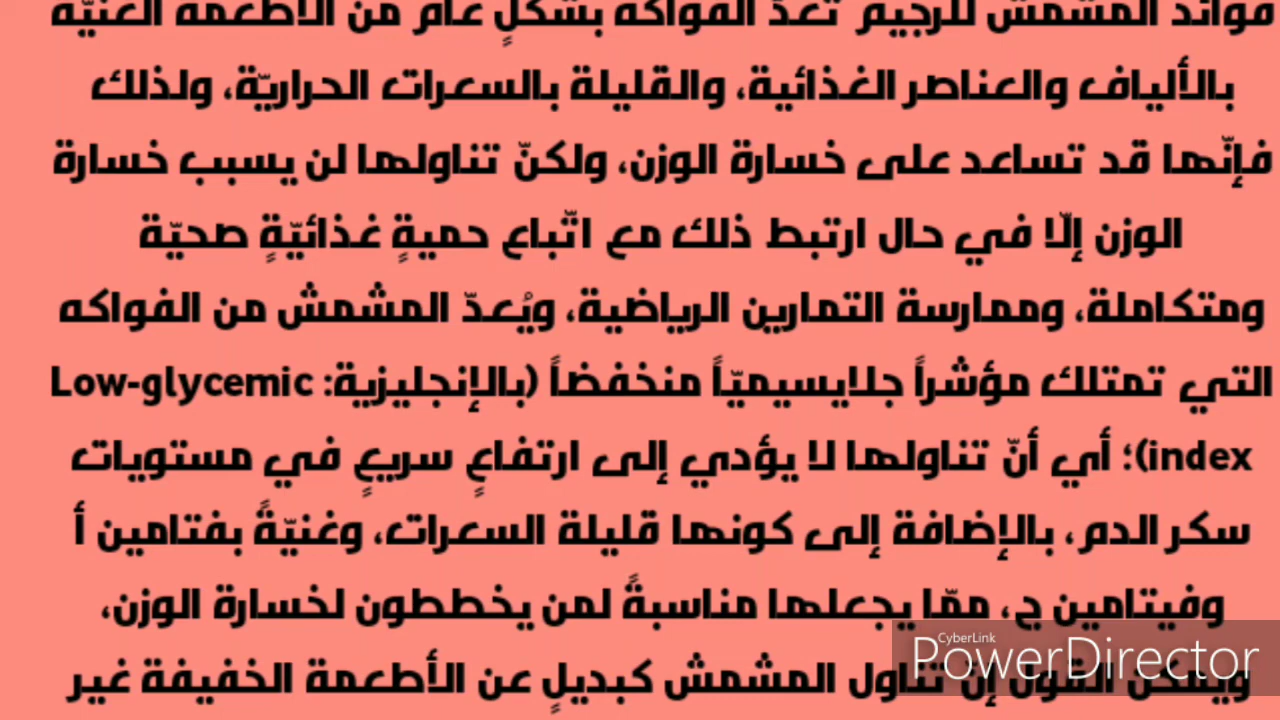 فوائد المشمش للرجيم تُعدّ الفواكه بشكلٍ عام من الأطعمة الغنيّة
بالألياف والعناصر الغذائية، والقليلة بالسعرات الحراريّة، ولذلك
فإنّها قد تساعد على خسارة الوزن، ولكنّ تناولها لن يسبب خسارة
الوزن إلّا في حال ارتبط ذلك مع اتّباع حميةٍ غذائيّةٍ صحيّة
ومتكاملة، وممارسة التمارين الرياضية، ويُعدّ المشمش من الفواكه
التي تمتلك مؤشراً جلايسيميّاً منخفضاً (بالإنجليزية: Low-glycemic
index)؛ أي أنّ تناولها لا يؤدي إلى ارتفاعٍ سريعٍ في مستويات
سكر الدم، بالإضافة إلى كونها قليلة السعرات، وغنيّةً بفتامين أ
وفيتامين ج، ممّا يجعلها مناسبةً لمن يخططون لخسارة الوزن،
ويمكن القول إنّ تناول المشمش كبديلٍ عن الأطعمة الخفيفة غير
CyberLink
PowerDirector